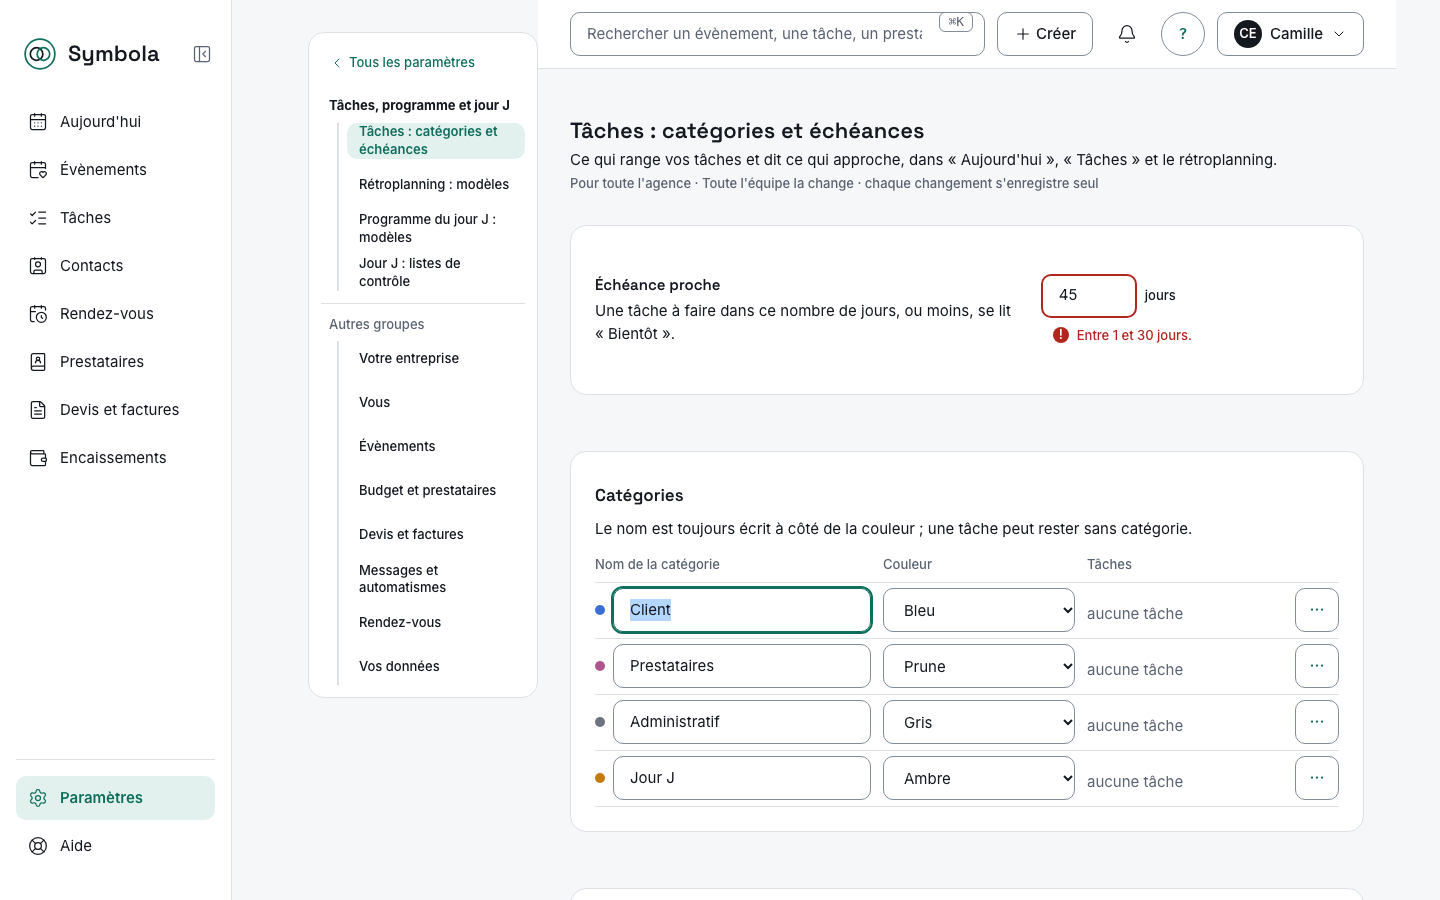 Symbola
Aujourd'hui
Évènements
Tâches
Contacts
Rendez-vous
Prestataires
Devis et factures
Encaissements
Paramètres
Aide
Tous les paramètres
Tâches, programme et jour J
Tâches : catégories et
échéances
Rétroplanning : modèles
Programme du jour J :
modèles
Jour J : listes de
contrôle
Autres groupes
Votre entreprise
Vous
Évènements
Budget et prestataires
Devis et factures
Messages et
automatismes
Rendez-vous
Vos données
Rechercher un évènement, une tâche, un presta
⌘K
Créer
?
CE
Camille
Tâches : catégories et échéances
Ce qui range vos tâches et dit ce qui approche, dans « Aujourd'hui », « Tâches » et le rétroplanning.
Pour toute l'agence · Toute l'équipe la change · chaque changement s'enregistre seul
Échéance proche
Une tâche à faire dans ce nombre de jours, ou moins, se lit
« Bientôt ».
45 jours
Entre 1 et 30 jours.
Catégories
Le nom est toujours écrit à côté de la couleur ; une tâche peut rester sans catégorie.
Nom de la catégorie Couleur Tâches
Client Bleu aucune tâche ···
Prestataires Prune aucune tâche ···
Administratif Gris aucune tâche ···
Jour J Ambre aucune tâche ···